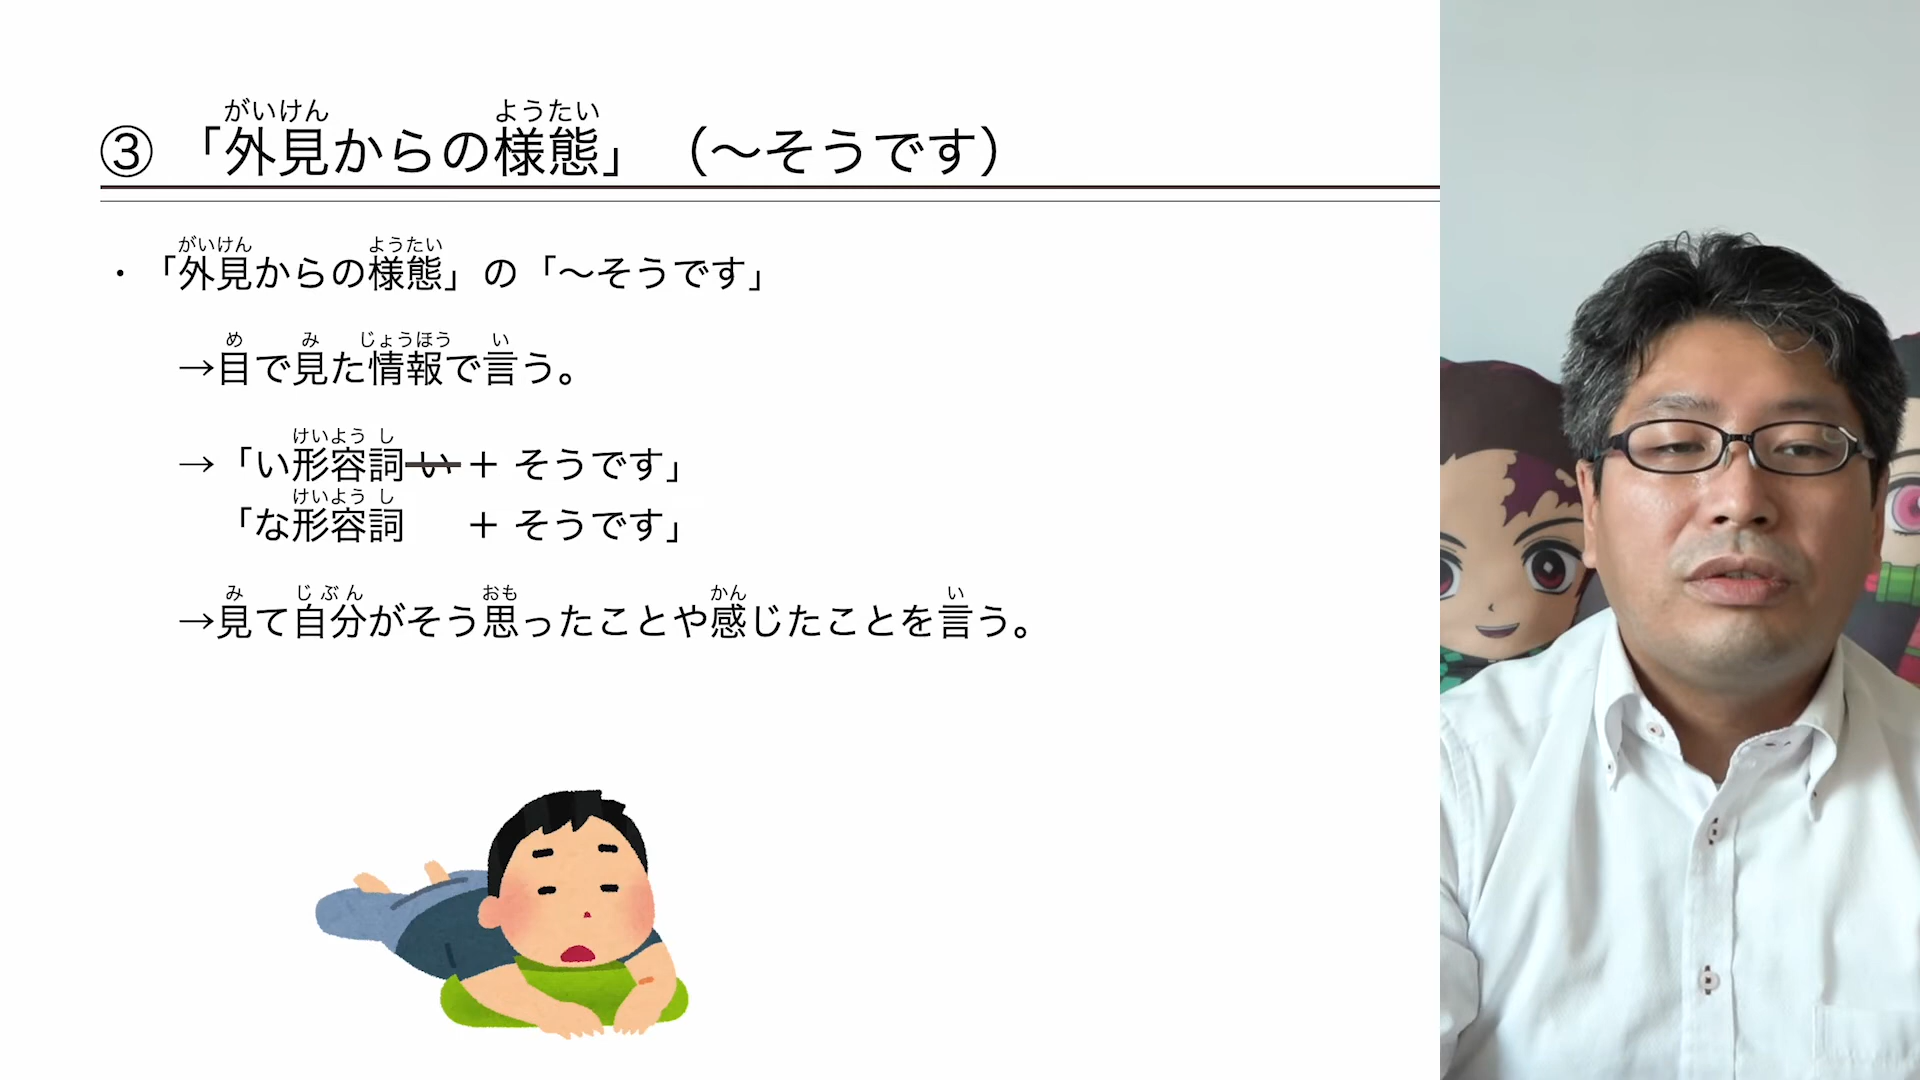 がいけん ようたい
③ 「外見からの様態」 （～そうです）
がいけん ようたい
・「外見からの様態」の「～そうです」
め み じょうほう い
→目で見た情報で言う。
けいようし
→「い形容詞い ＋ そうです」
けいようし
「な形容詞 ＋ そうです」
み じぶん おも かん い
→見て自分がそう思ったことや感じたことを言う。